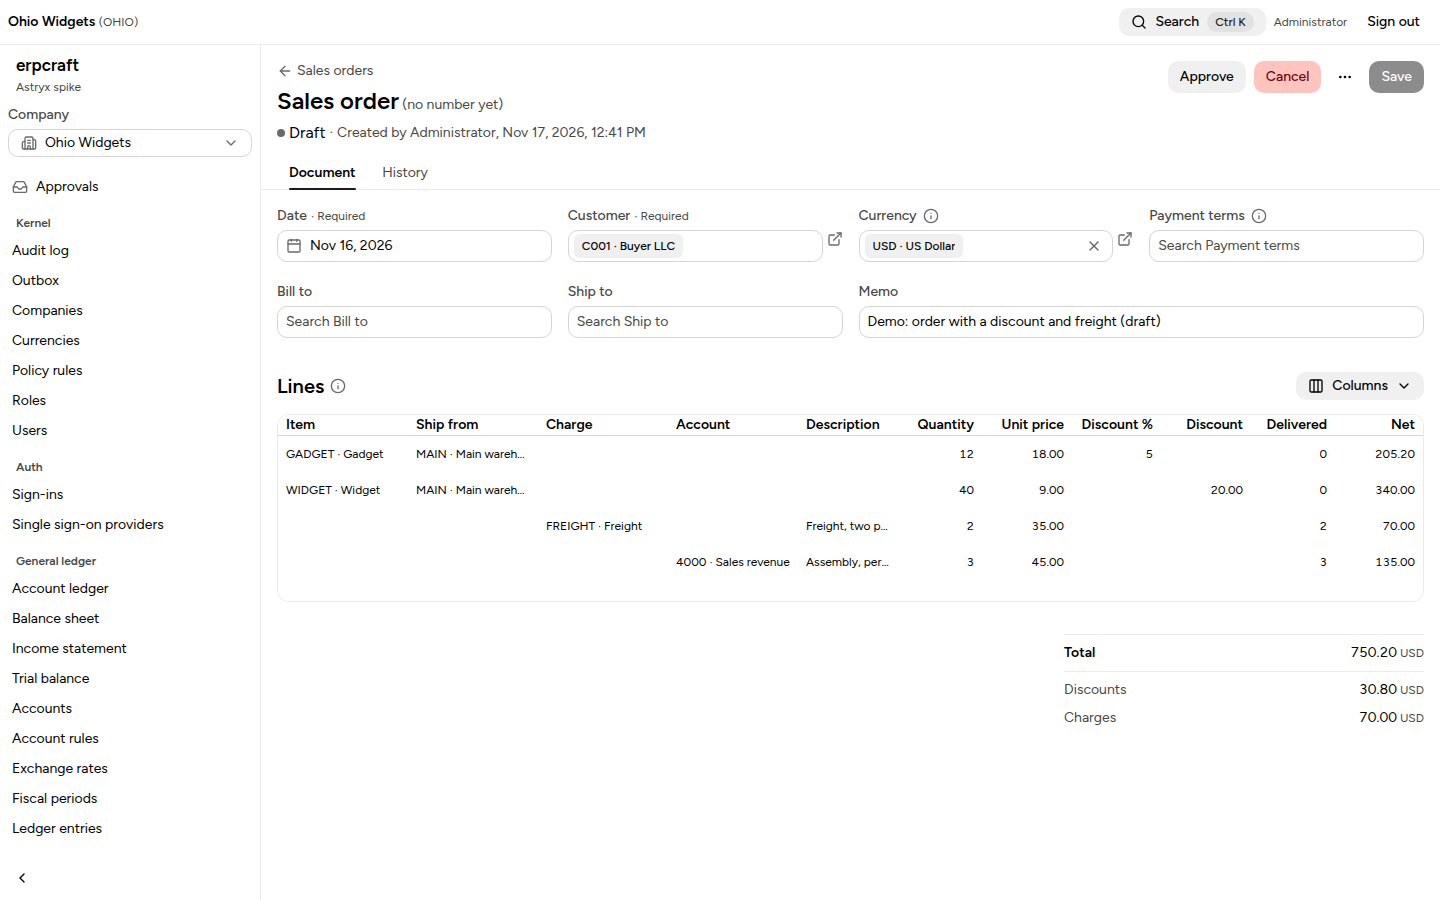 Ohio Widgets (OHIO)
Search Ctrl K
Administrator
Sign out
erpcraft
Astryx spike
Company
Ohio Widgets
Approvals
Kernel
Audit log
Outbox
Companies
Currencies
Policy rules
Roles
Users
Auth
Sign-ins
Single sign-on providers
General ledger
Account ledger
Balance sheet
Income statement
Trial balance
Accounts
Account rules
Exchange rates
Fiscal periods
Ledger entries
Sales orders
Approve
Cancel
Save
Sales order (no number yet)
Draft · Created by Administrator, Nov 17, 2026, 12:41 PM
Document History
Date · Required
Nov 16, 2026
Customer · Required
C001 · Buyer LLC
Currency
USD · US Dollar
Payment terms
Search Payment terms
Bill to
Search Bill to
Ship to
Search Ship to
Memo
Demo: order with a discount and freight (draft)
Lines
Columns
Item Ship from Charge Account Description Quantity Unit price Discount % Discount Delivered Net
GADGET · Gadget MAIN · Main wareh... 12 18.00 5 0 205.20
WIDGET · Widget MAIN · Main wareh... 40 9.00 20.00 0 340.00
FREIGHT · Freight Freight, two p... 2 35.00 2 70.00
4000 · Sales revenue Assembly, per... 3 45.00 3 135.00
Total 750.20 USD
Discounts 30.80 USD
Charges 70.00 USD